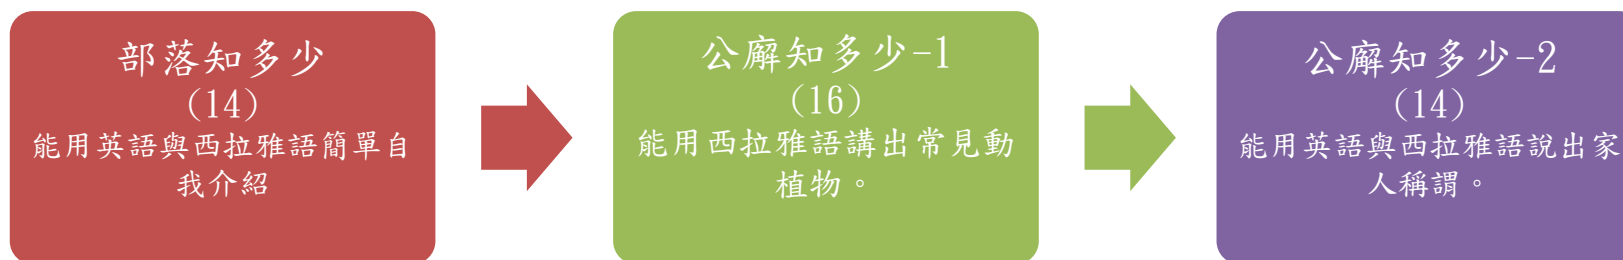 部落知多少
(14)
能用英語與西拉雅語簡單自
我介紹
公廨知多少-1
(16)
能用西拉雅語講出常見動
植物。
公廨知多少-2
(14)
能用英語與西拉雅語說出家
人稱謂。